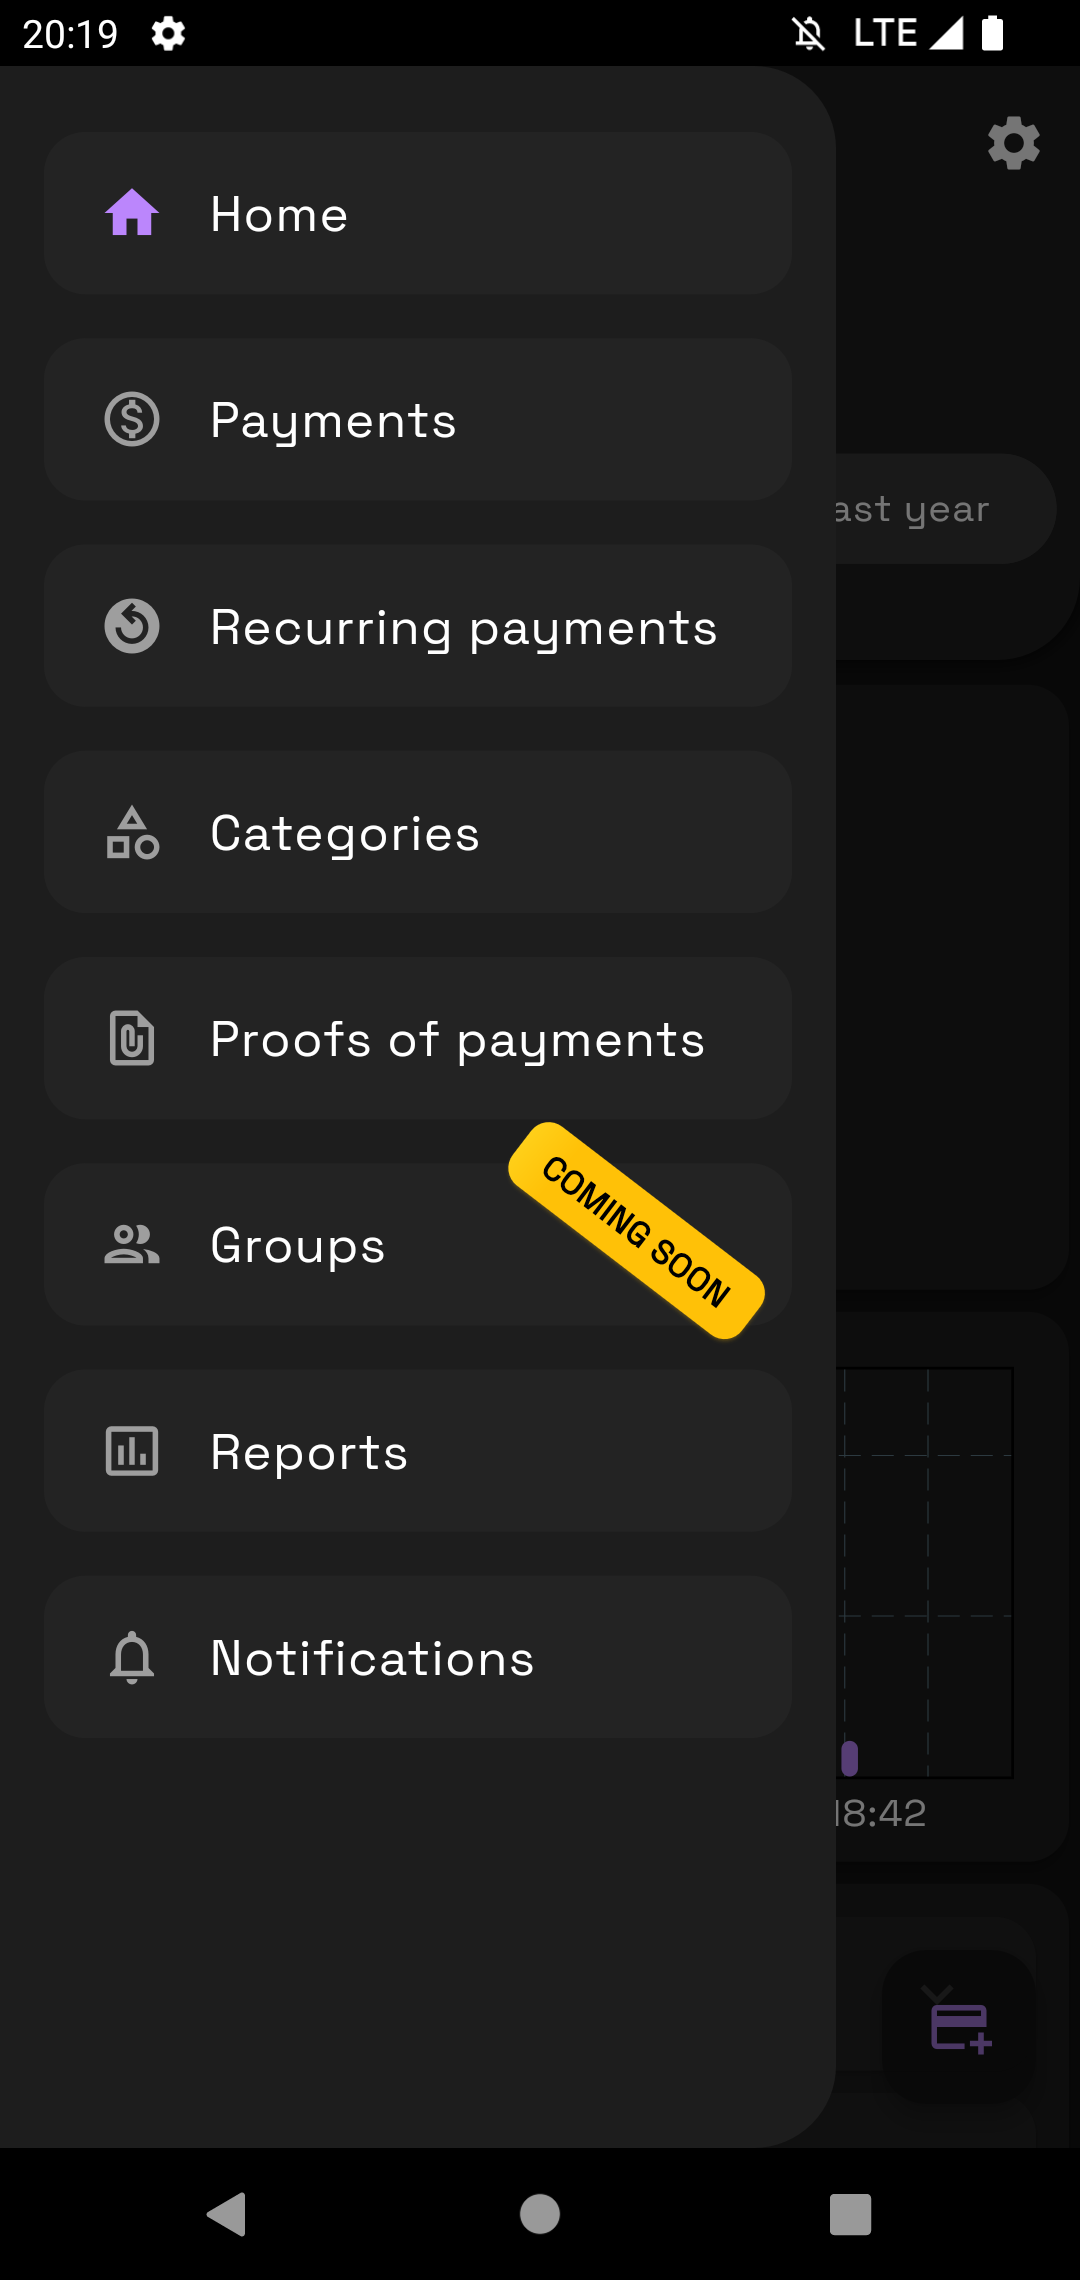 20:19
LTE
Home
Payments
ast year
Recurring payments
Categories
Proofs of payments
COMING SOON
Groups
Reports
Notifications
18:42